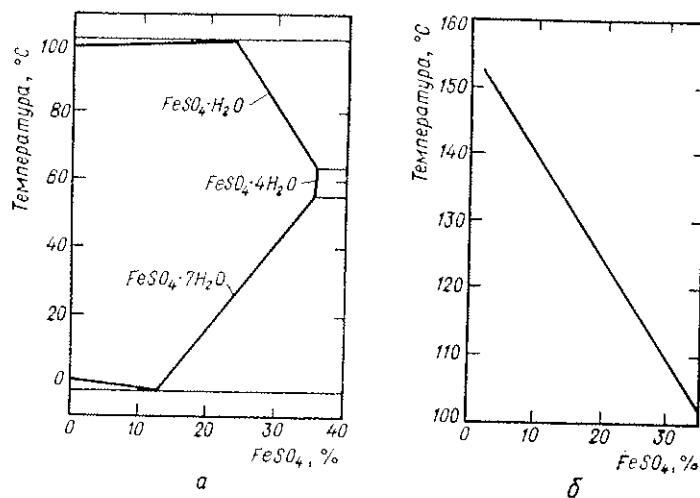 Температура, °C
100
80
60
40
20
0
FeSO₄·H₂O
FeSO₄·4H₂O
FeSO₄·7H₂O
0 10 20 30 40
FeSO₄, %
а
Температура, °C
160
150
140
130
120
110
100
0 10 20 30
FeSO₄, %
б